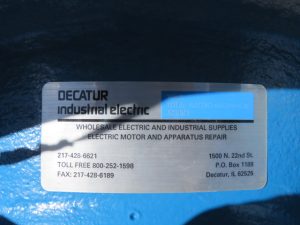 DECATUR
industrial electric
WHOLESALE ELECTRIC AND INDUSTRIAL SUPPLIES
ELECTRIC MOTOR AND APPARATUS REPAIR
217-428-6621
TOLL FREE 800-252-1598
FAX: 217-428-6189
1500 N. 22nd St.
P.O. Box 1188
Decatur, IL 62525